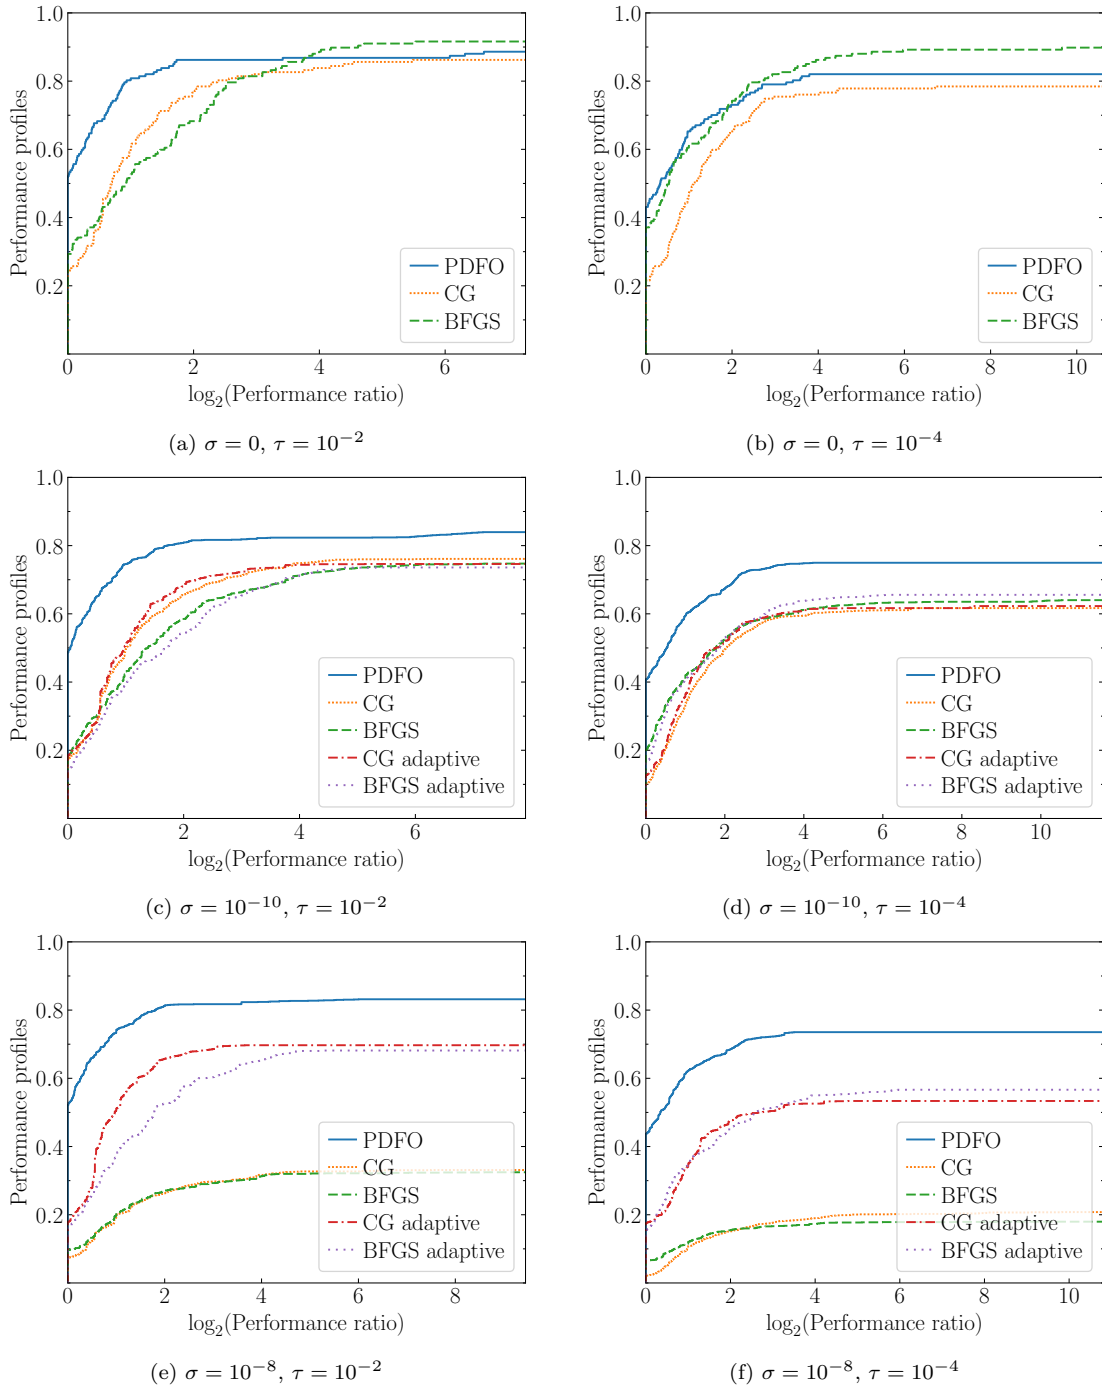 1.0
0.8
0.6
0.4
0.2
Performance profiles
PDFO
CG
BFGS
0 2 4 6
log₂(Performance ratio)
(a) σ = 0, τ = 10⁻²
1.0
0.8
0.6
0.4
0.2
Performance profiles
PDFO
CG
BFGS
0 2 4 6 8 10
log₂(Performance ratio)
(b) σ = 0, τ = 10⁻⁴
1.0
0.8
0.6
0.4
0.2
Performance profiles
PDFO
CG
BFGS
CG adaptive
BFGS adaptive
0 2 4 6
log₂(Performance ratio)
(c) σ = 10⁻¹⁰, τ = 10⁻²
1.0
0.8
0.6
0.4
0.2
Performance profiles
PDFO
CG
BFGS
CG adaptive
BFGS adaptive
0 2 4 6 8 10
log₂(Performance ratio)
(d) σ = 10⁻¹⁰, τ = 10⁻⁴
1.0
0.8
0.6
0.4
0.2
Performance profiles
PDFO
CG
BFGS
CG adaptive
BFGS adaptive
0 2 4 6 8
log₂(Performance ratio)
(e) σ = 10⁻⁸, τ = 10⁻²
1.0
0.8
0.6
0.4
0.2
Performance profiles
PDFO
CG
BFGS
CG adaptive
BFGS adaptive
0 2 4 6 8 10
log₂(Performance ratio)
(f) σ = 10⁻⁸, τ = 10⁻⁴